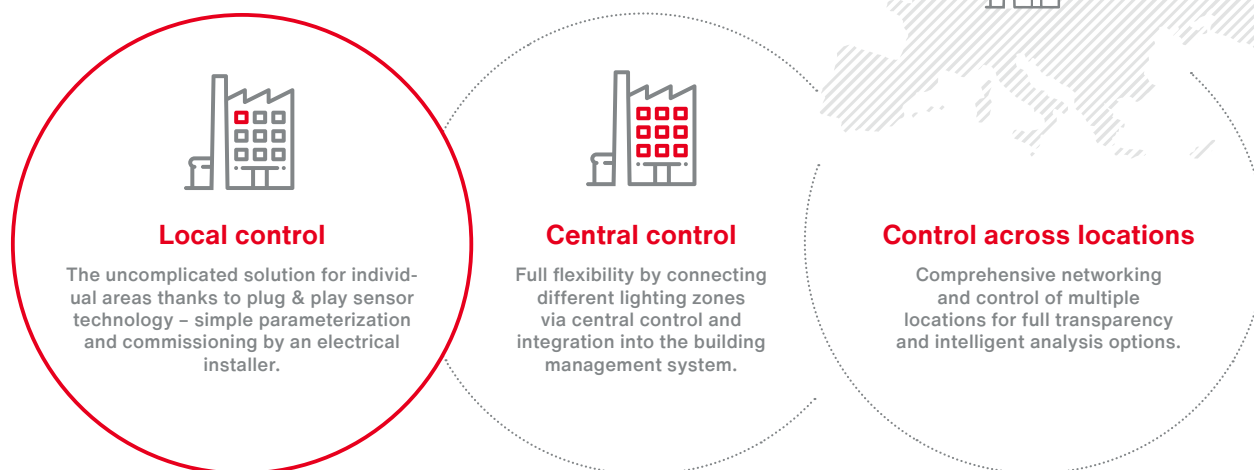 Local control
The uncomplicated solution for individ-
ual areas thanks to plug & play sensor
technology – simple parameterization
and commissioning by an electrical
installer.
Central control
Full flexibility by connecting
different lighting zones
via central control and
integration into the building
management system.
Control across locations
Comprehensive networking
and control of multiple
locations for full transparency
and intelligent analysis options.